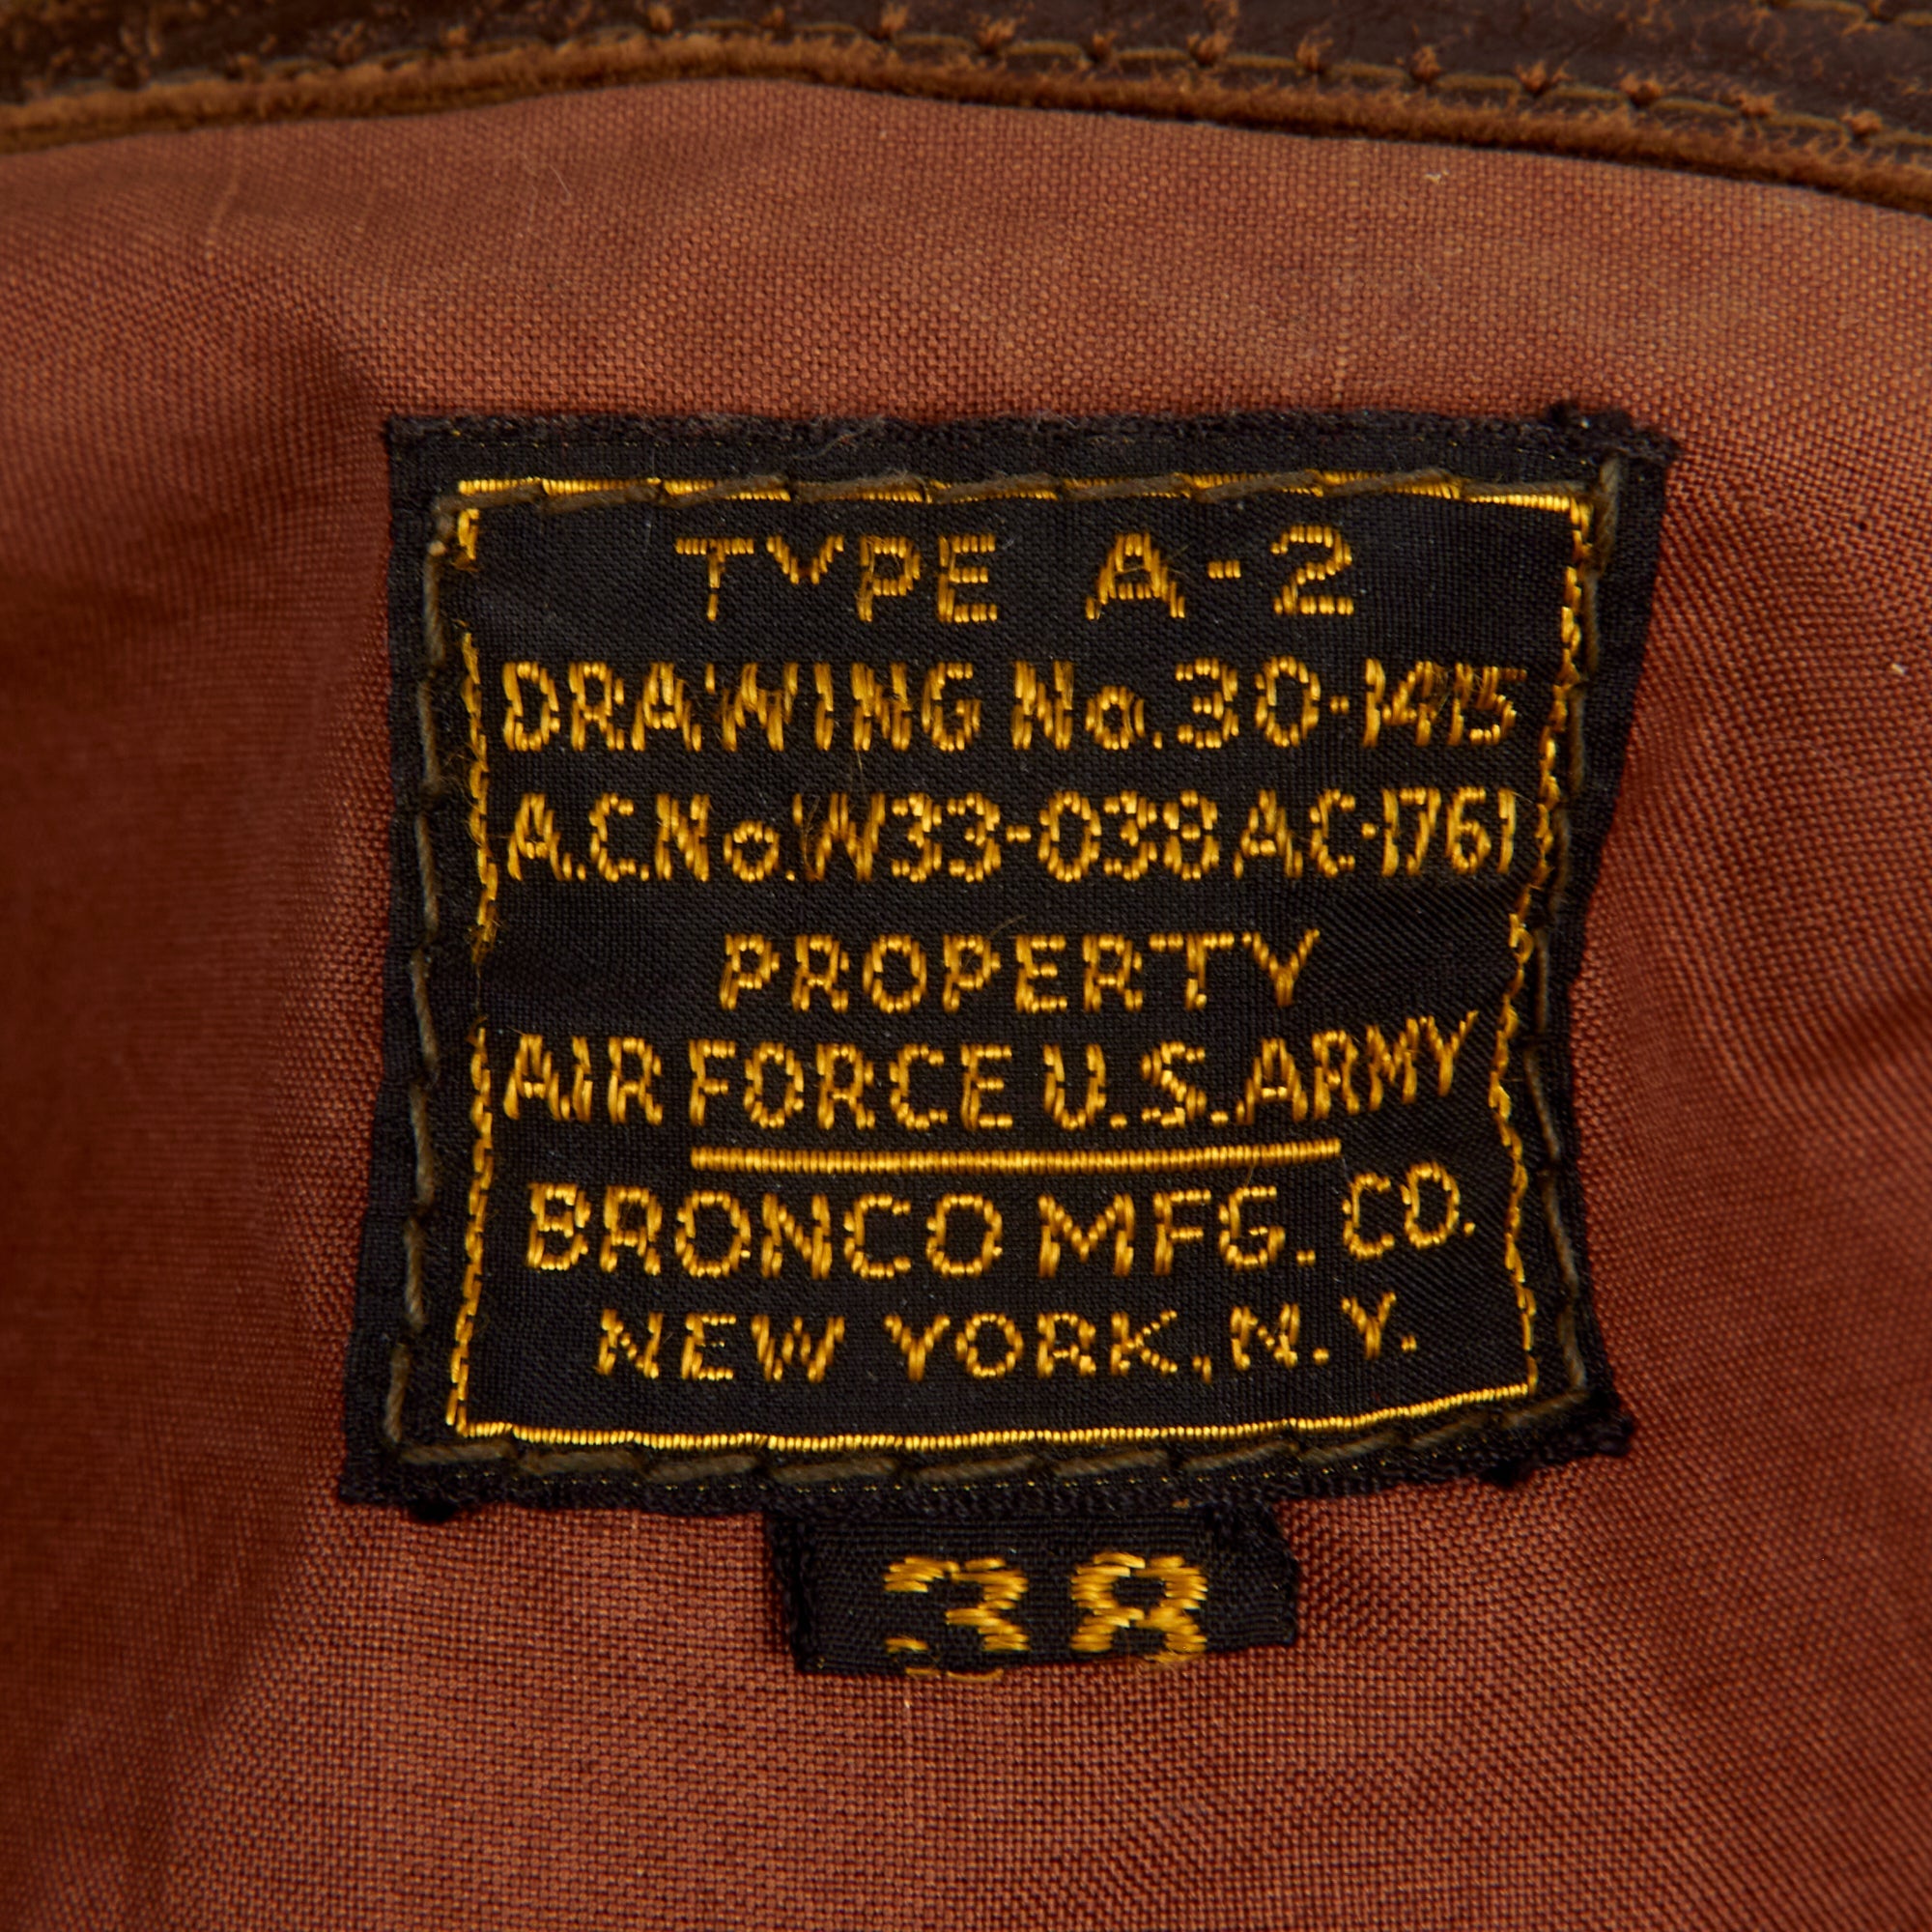 TYPE A-2
DRAWING No. 30-1415
A.C.No. W33-038 AC-1761
PROPERTY
AIR FORCE U.S. ARMY
BRONCO MFG. CO.
NEW YORK, N.Y.
38